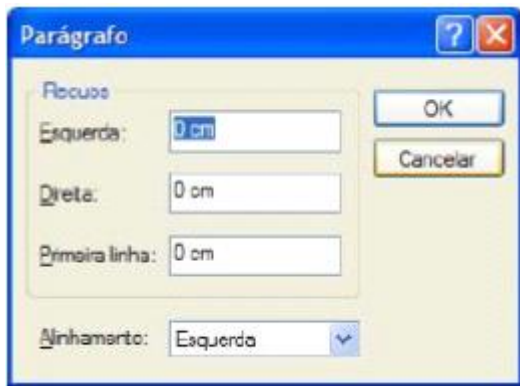 Parágrafo
Recuos
Esquerda: 0 cm
Direita: 0 cm
Primeira linha: 0 cm
Alinhamento: Esquerda
OK
Cancelar